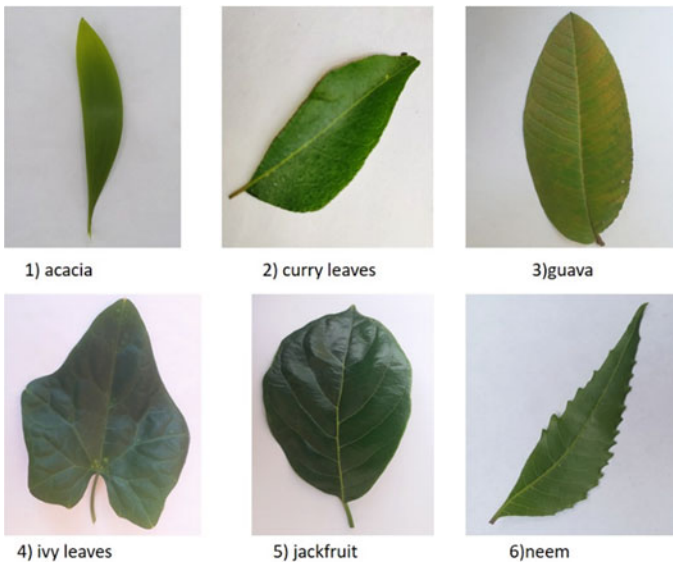 1) acacia
2) curry leaves
3)guava
4) ivy leaves
5) jackfruit
6)neem